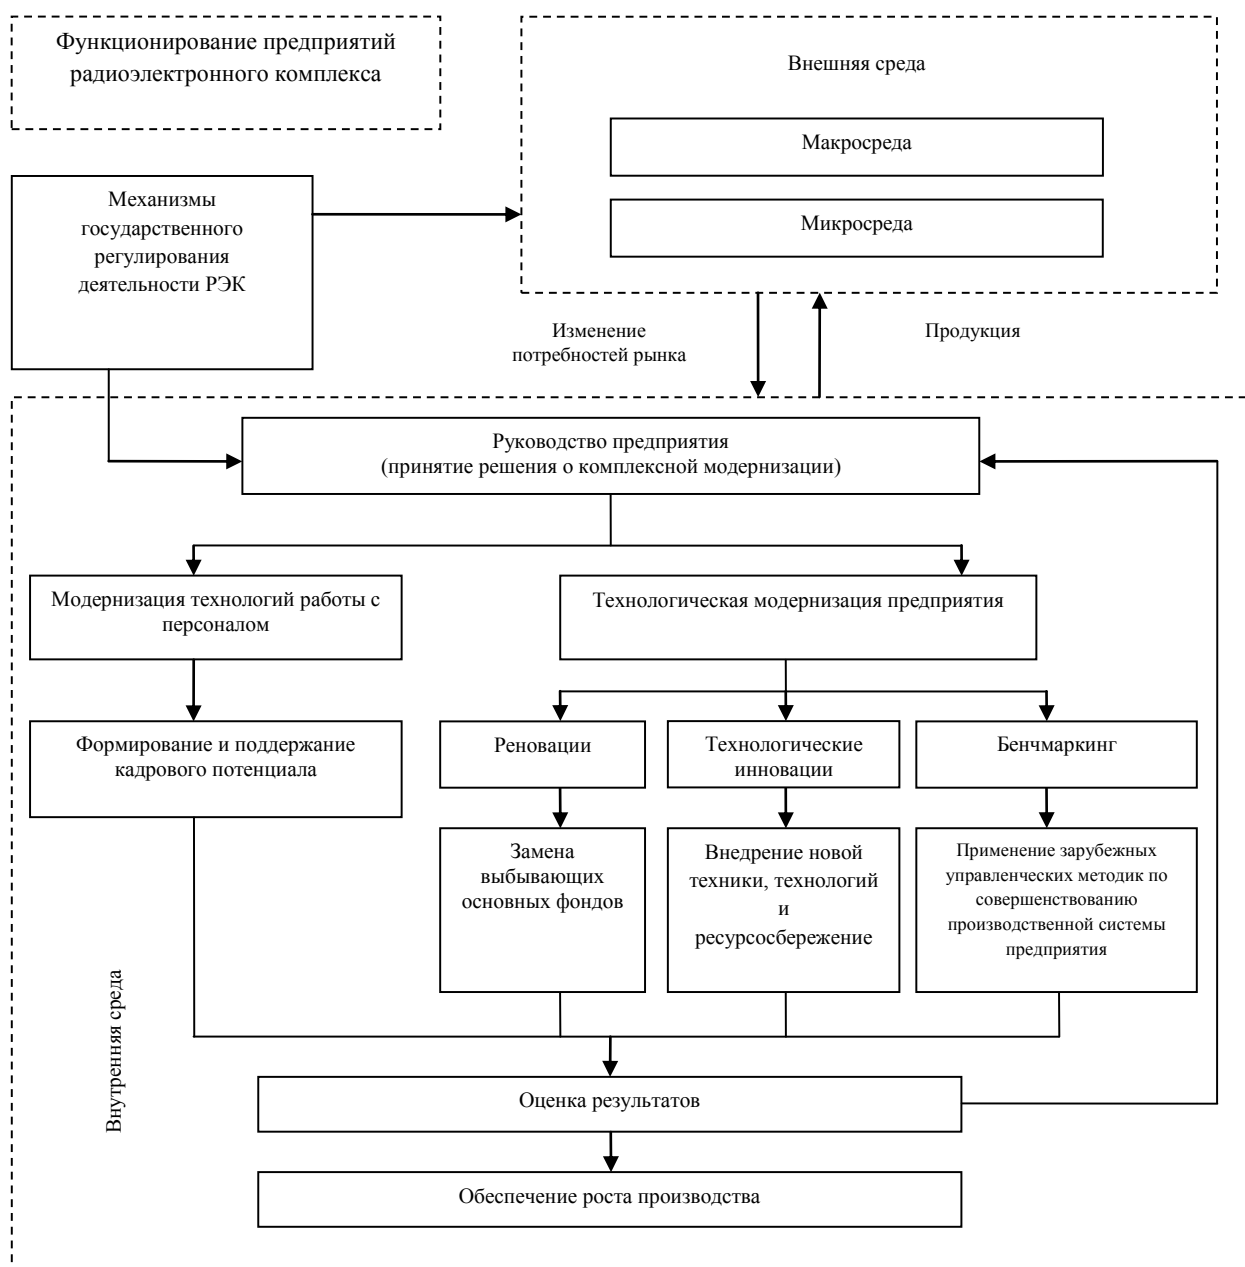 Функционирование предприятий
радиоэлектронного комплекса
Внешняя среда
Макросреда
Микросреда
Механизмы
государственного
регулирования
деятельности РЭК
Изменение
потребностей рынка
Продукция
Руководство предприятия
(принятие решения о комплексной модернизации)
Модернизация технологий работы с
персоналом
Технологическая модернизация предприятия
Формирование и поддержание
кадрового потенциала
Реновации
Технологические
инновации
Бенчмаркинг
Замена
выбывающих
основных фондов
Внедрение новой
техники, технологий
и
ресурсосбережение
Применение зарубежных
управленческих методик по
совершенствованию
производственной системы
предприятия
Внутренняя среда
Оценка результатов
Обеспечение роста производства